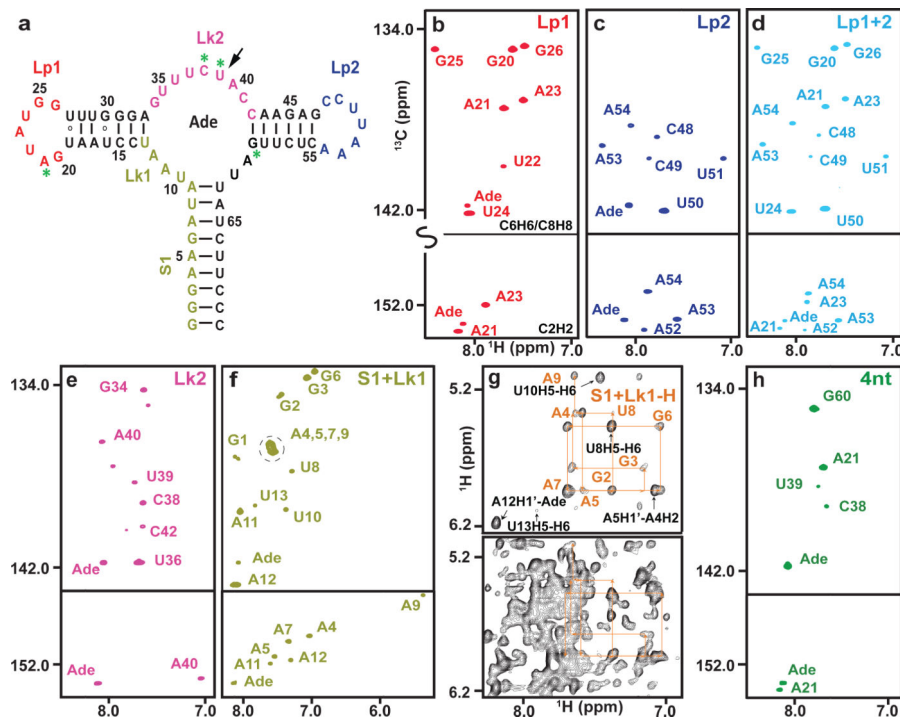 a
Lk2
Lp1
Lp2
35
U U U C U A C C
G
40
25
G G
U
A
U
A
G
A
20
30
U U U G G G A
A A U U C C U
15
Ade
45
C A A G A G
G U U C U C
55
C C U U A A A
A
U U
Lk1
U
A
A
U
10
A
U
A
G
A
A
G
G
G
5
S1
U
A
U
C
U
U
C
C
C
65
b Lp1
134.0
13C (ppm)
142.0
152.0
G25 G20 G26
A21 A23
U22
Ade
U24
C6H6/C8H8
A23
Ade
A21
C2H2
8.0 7.0
1H (ppm)
c Lp2
A54
C48
A53
C49
U51
Ade
U50
A54
Ade
A53
A52
8.0 7.0
d Lp1+2
G25 G20 G26
A21
A23
A54
C48
A53
C49
U51
U24
U50
A54
A23
Ade
A21
A53
A52
8.0 7.0
e Lk2
134.0
142.0
152.0
G34
A40
U39
C38
C42
Ade
U36
Ade
A40
8.0 7.0
f S1+Lk1
G6
G3
G2
G1
A4,5,7,9
U8
U13
A11
U10
Ade
A12
A9
A7 A4
A5
A11 A12
Ade
8.0 7.0 6.0
g
5.2
1H (ppm)
6.2
A9
U10H5-H6
S1+Lk1-H
A4
U8
G6
U8H5-H6
G3
G2
A7
A5
A12H1'-Ade
U13H5-H6
A5H1'-A4H2
5.2
6.2
8.0 7.0
1H (ppm)
h 4nt
134.0
142.0
152.0
G60
A21
U39
C38
Ade
Ade
A21
8.0 7.0